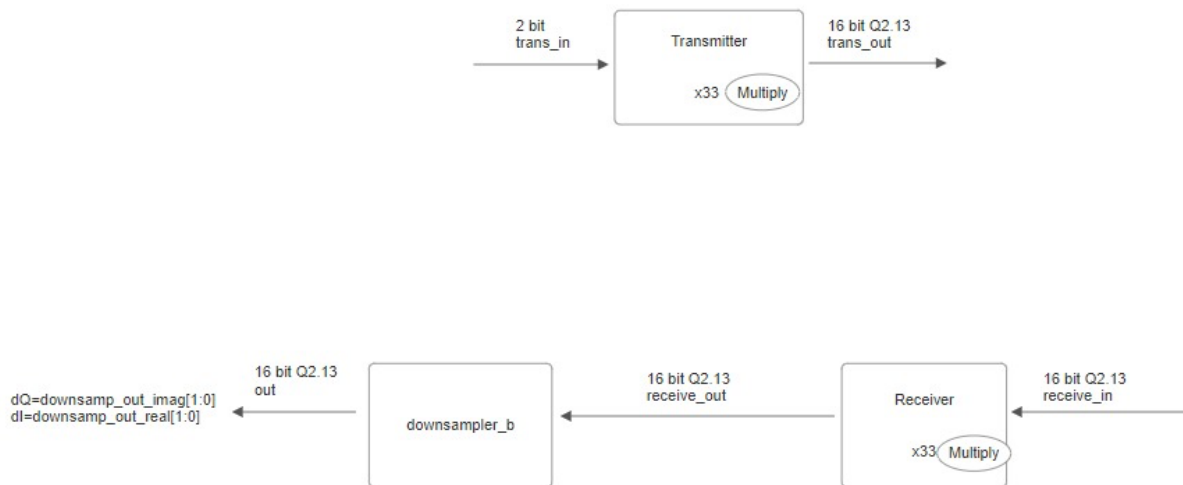 2 bit
trans_in
Transmitter
x33 Multiply
16 bit Q2.13
trans_out
dQ=downsamp_out_imag[1:0]
dI=downsamp_out_real[1:0]
16 bit Q2.13
out
downsampler_b
16 bit Q2.13
receive_out
Receiver
x33 Multiply
16 bit Q2.13
receive_in